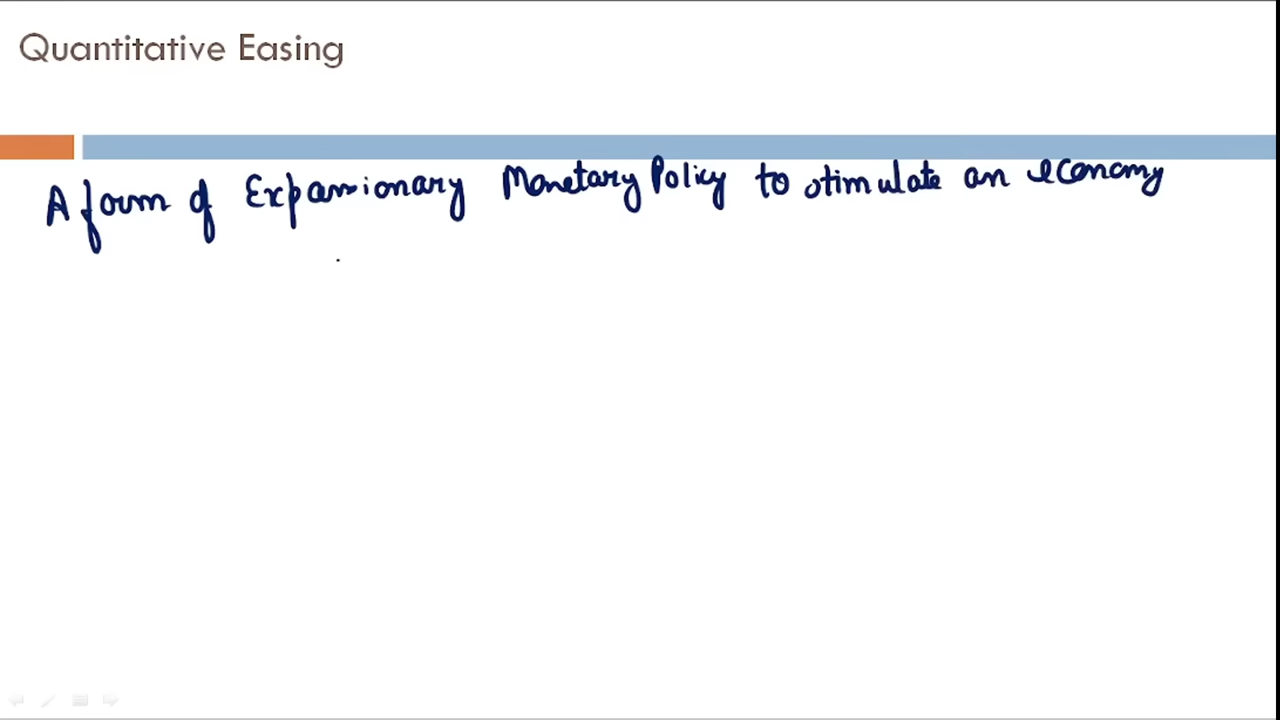 Quantitative Easing
A form of Expansionary Monetary Policy to stimulate an economy